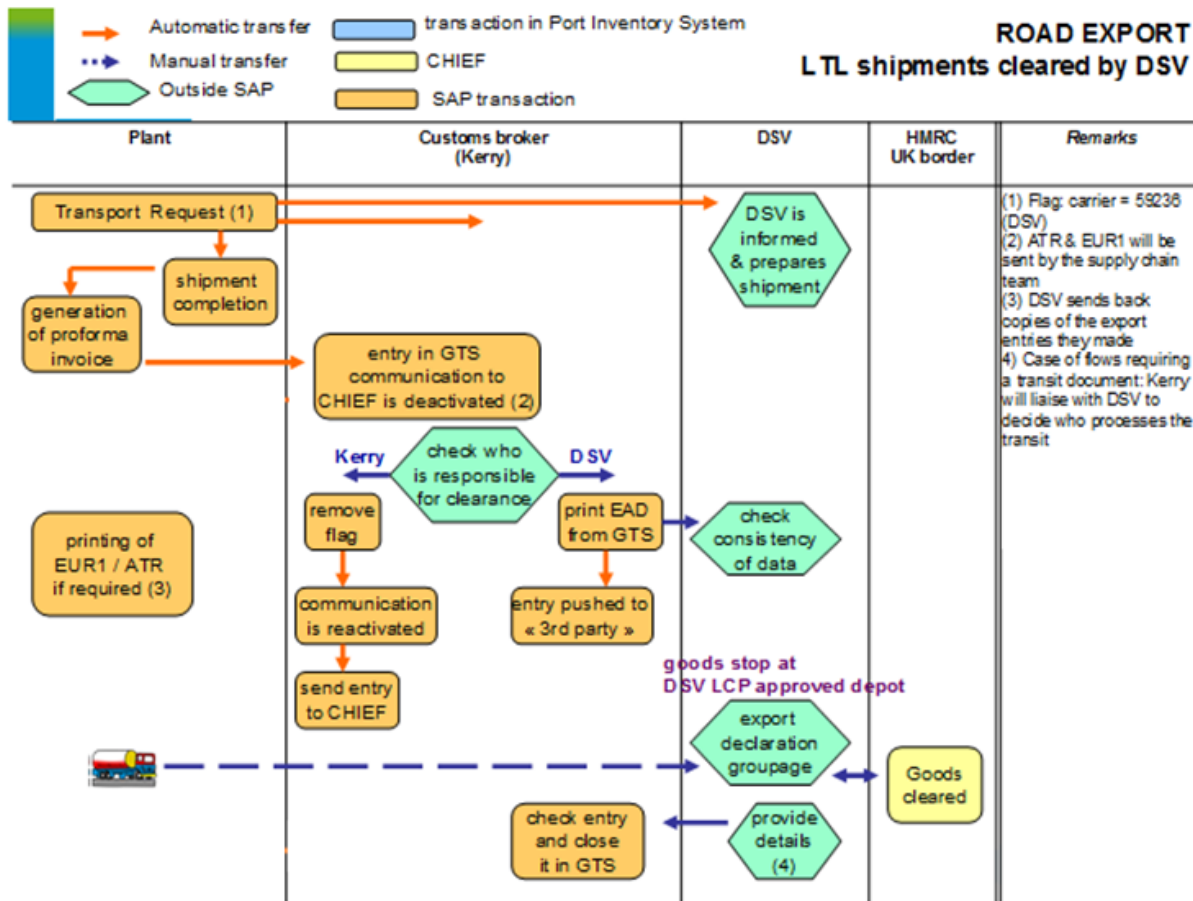 Automatic transfer
transaction in Port Inventory System
ROAD EXPORT
Manual transfer
CHIEF
LTL shipments cleared by DSV
Outside SAP
SAP transaction
Plant
Customs broker
(Kerry)
DSV
HMRC
UK border
Remarks
Transport Request (1)
DSV is
informed
& prepares
shipment
(1) Flag: carrier = 59236
(DSV)
(2) ATR & EUR1 will be
sent by the supply chain
team
(3) DSV sends back
copies of the export
entries they made
4) Case of flows requiring
a transit document: Kerry
will liaise with DSV to
decide who processes the
transit
shipment
completion
generation
of proforma
invoice
entry in GTS
communication to
CHIEF is deactivated (2)
Kerry
check who
is responsible
for clearance
DSV
remove
flag
print EAD
from GTS
check
consistency
of data
printing of
EUR1 / ATR
if required (3)
communication
is reactivated
entry pushed to
« 3rd party »
goods stop at
DSV LCP approved depot
send entry
to CHIEF
export
declaration
groupage
Goods
cleared
check entry
and close
it in GTS
provide
details
(4)